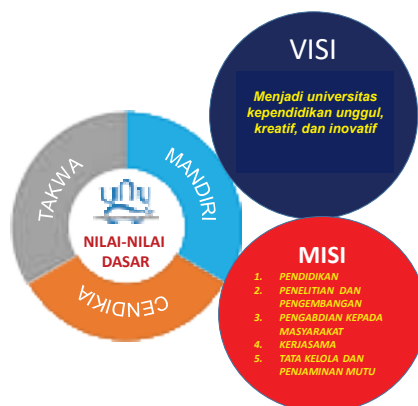 VISI
Menjadi universitas
kependidikan unggul,
kreatif, dan inovatif
TAKWA
MANDIRI
CENDIKIA
uny
NILAI-NILAI
DASAR
MISI
1. PENDIDIKAN
2. PENELITIAN DAN
PENGEMBANGAN
3. PENGABDIAN KEPADA
MASYARAKAT
4. KERJASAMA
5. TATA KELOLA DAN
PENJAMINAN MUTU